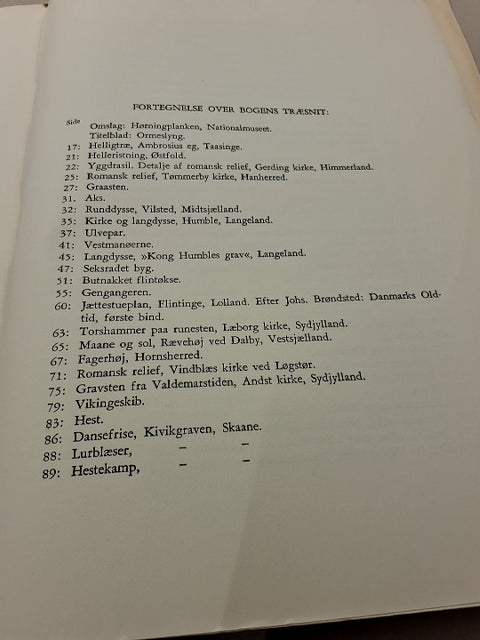 FORTEGNELSE OVER BOGENS TRÆSNIT:
Side
Omslag: Hørningplanken, Nationalmuseet.
Titelblad: Ormeslyng.
17: Helligtræ, Ambrosius eg, Taasinge.
21: Helleristning, Østfold.
22: Yggdrasil. Detalje af romansk relief, Gerding kirke, Himmerland.
25: Romansk relief, Tømmerby kirke, Hanherred.
27: Graasten.
31. Aks.
32: Runddysse, Vilsted, Midtsjælland.
35: Kirke og langdysse, Humble, Langeland.
37: Ulvepar.
41: Vestmanøerne.
45: Langdysse, »Kong Humbles grav«, Langeland.
47: Seksradet byg.
51: Butnakket flintøkse.
55: Gengangeren.
60: Jættestueplan, Flintinge, Lolland. Efter Johs. Brøndsted: Danmarks Old-
tid, første bind.
63: Torshammer paa runesten, Læborg kirke, Sydjylland.
65: Maane og sol, Rævehøj ved Dalby, Vestsjælland.
67: Fagerhøj, Hornsherred.
71: Romansk relief, Vindblæs kirke ved Løgstør.
75: Gravsten fra Valdemarstiden, Andst kirke, Sydjylland.
79: Vikingeskib.
83: Hest.
86: Dansefrise, Kivikgraven, Skaane.
88: Lurblæser, – –
89: Hestekamp, – –